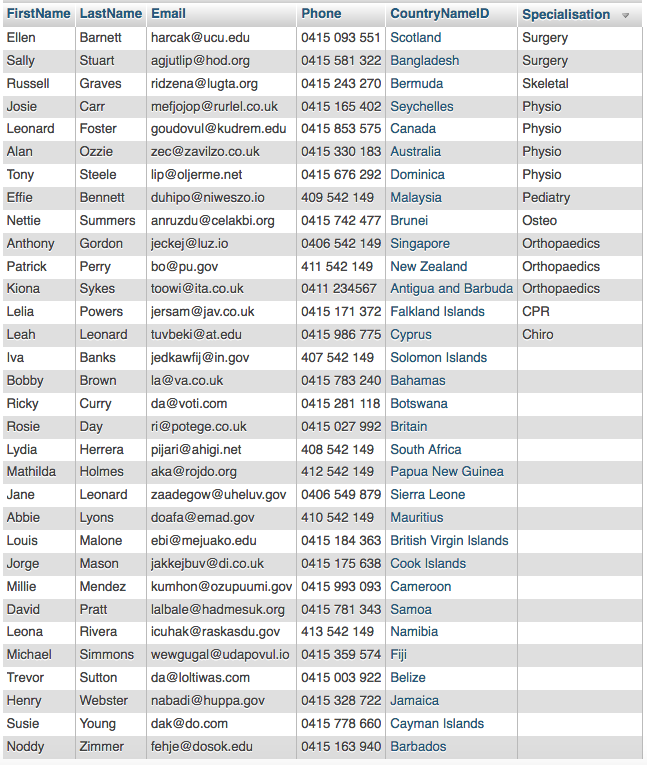 FirstName LastName Email Phone CountryNameID Specialisation
Ellen Barnett harcak@ucu.edu 0415 093 551 Scotland Surgery
Sally Stuart agjutlip@hod.org 0415 581 322 Bangladesh Surgery
Russell Graves ridzena@lugta.org 0415 243 270 Bermuda Skeletal
Josie Carr mefjojop@rurlel.co.uk 0415 165 402 Seychelles Physio
Leonard Foster goudovul@kudrem.edu 0415 853 575 Canada Physio
Alan Ozzie zec@zavilzo.co.uk 0415 330 183 Australia Physio
Tony Steele lip@oljerme.net 0415 676 292 Dominica Physio
Effie Bennett duhipo@niweszo.io 409 542 149 Malaysia Pediatry
Nettie Summers anruzdu@celakbi.org 0415 742 477 Brunei Osteo
Anthony Gordon jeckej@luz.io 0406 542 149 Singapore Orthopaedics
Patrick Perry bo@pu.gov 411 542 149 New Zealand Orthopaedics
Kiona Sykes toowi@ita.co.uk 0411 234567 Antigua and Barbuda Orthopaedics
Lelia Powers jersam@jav.co.uk 0415 171 372 Falkland Islands CPR
Leah Leonard tuvbeki@at.edu 0415 986 775 Cyprus Chiro
Iva Banks jedkawfij@in.gov 407 542 149 Solomon Islands
Bobby Brown la@va.co.uk 0415 783 240 Bahamas
Ricky Curry da@voti.com 0415 281 118 Botswana
Rosie Day ri@potege.co.uk 0415 027 992 Britain
Lydia Herrera pijari@ahigi.net 408 542 149 South Africa
Mathilda Holmes aka@rojdo.org 412 542 149 Papua New Guinea
Jane Leonard zaadegow@uheluv.gov 0406 549 879 Sierra Leone
Abbie Lyons doafa@emad.gov 410 542 149 Mauritius
Louis Malone ebi@mejuako.edu 0415 184 363 British Virgin Islands
Jorge Mason jakkejbuv@di.co.uk 0415 175 638 Cook Islands
Millie Mendez kumhon@ozupuumi.gov 0415 993 093 Cameroon
David Pratt lalbale@hadmesuk.org 0415 781 343 Samoa
Leona Rivera icuhak@raskasdu.gov 413 542 149 Namibia
Michael Simmons wewgugal@udapovul.io 0415 359 574 Fiji
Trevor Sutton da@loltiwas.com 0415 003 922 Belize
Henry Webster nabadi@huppa.gov 0415 328 722 Jamaica
Susie Young dak@do.com 0415 778 660 Cayman Islands
Noddy Zimmer fehje@dosok.edu 0415 163 940 Barbados